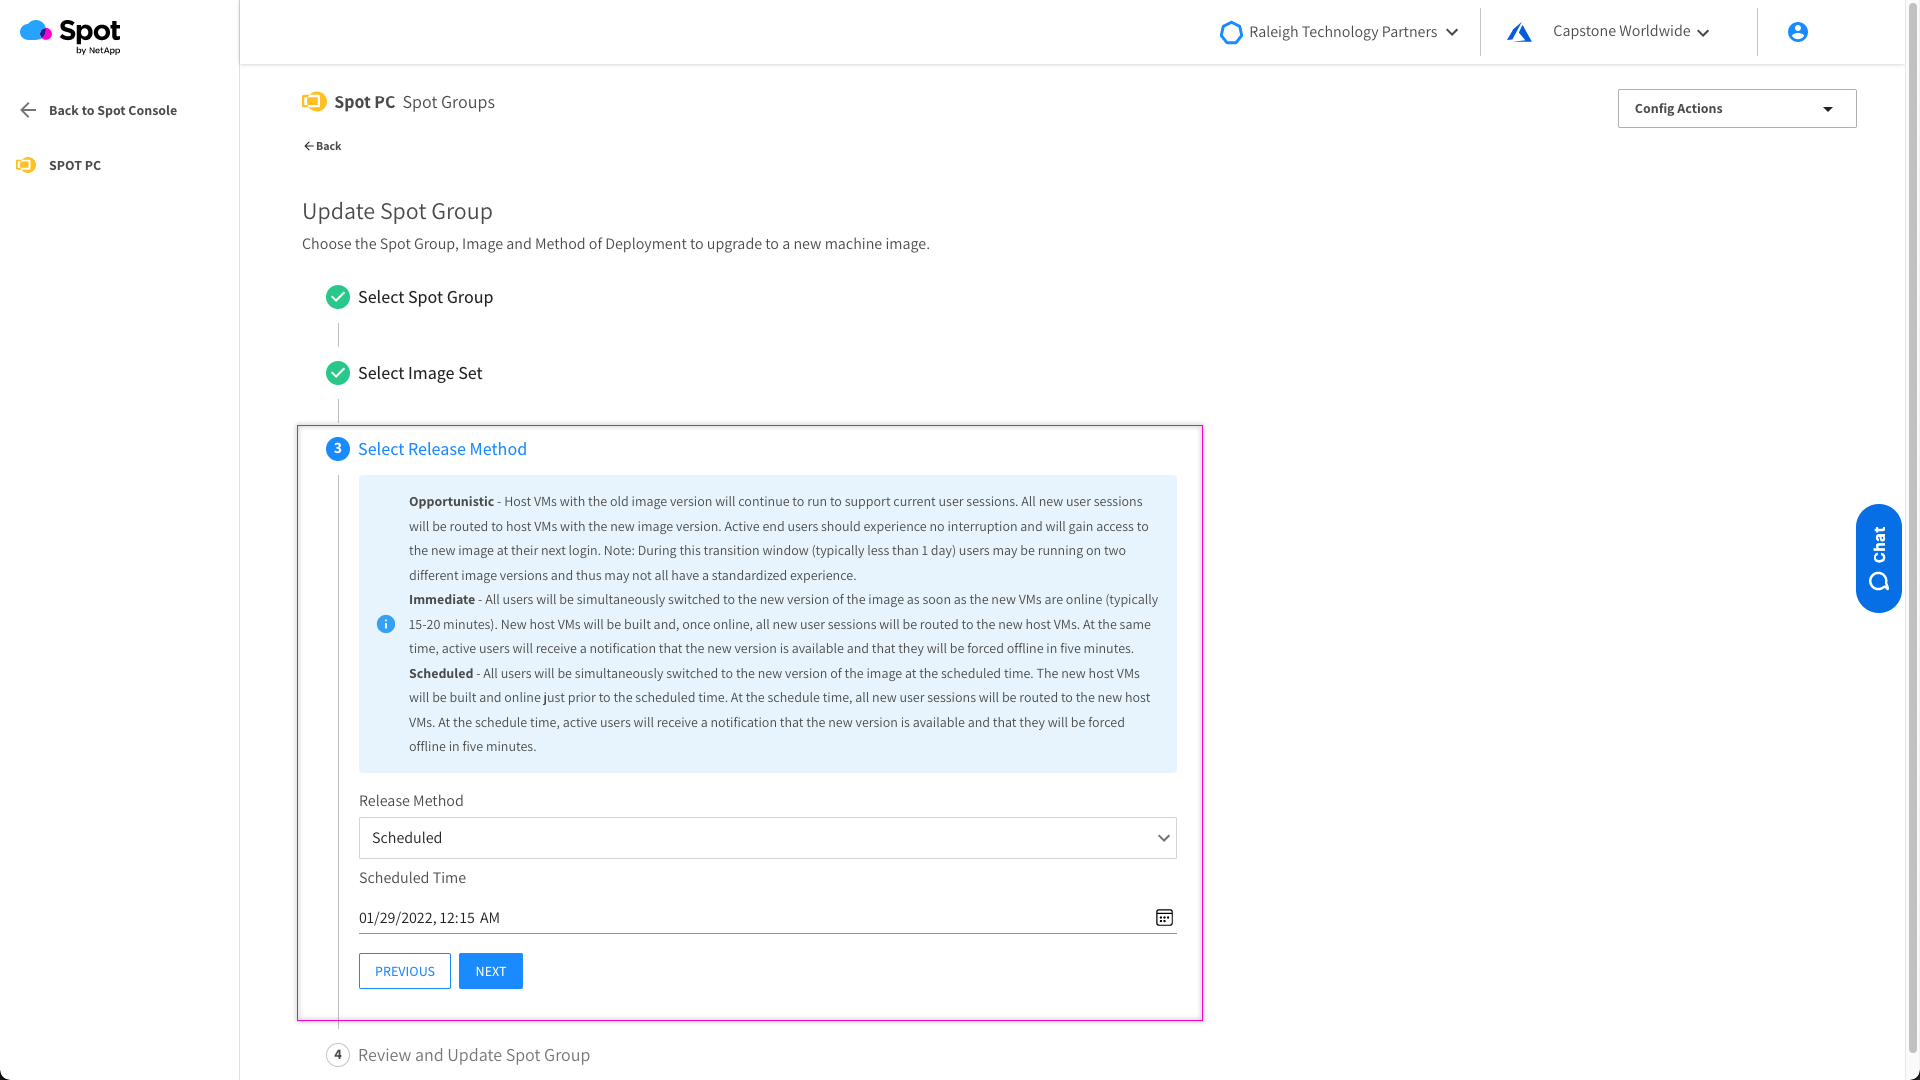 Spot
by NetApp
Raleigh Technology Partners
Capstone Worldwide
Back to Spot Console
SPOT PC
Spot PC Spot Groups
Config Actions
Back
Update Spot Group
Choose the Spot Group, Image and Method of Deployment to upgrade to a new machine image.
Select Spot Group
Select Image Set
3 Select Release Method
Opportunistic - Host VMs with the old image version will continue to run to support current user sessions. All new user sessions
will be routed to host VMs with the new image version. Active end users should experience no interruption and will gain access to
the new image at their next login. Note: During this transition window (typically less than 1 day) users may be running on two
different image versions and thus may not all have a standardized experience.
Immediate - All users will be simultaneously switched to the new version of the image as soon as the new VMs are online (typically
15-20 minutes). New host VMs will be built and, once online, all new user sessions will be routed to the new host VMs. At the same
time, active users will receive a notification that the new version is available and that they will be forced offline in five minutes.
Scheduled - All users will be simultaneously switched to the new version of the image at the scheduled time. The new host VMs
will be built and online just prior to the scheduled time. At the schedule time, all new user sessions will be routed to the new host
VMs. At the schedule time, active users will receive a notification that the new version is available and that they will be forced
offline in five minutes.
Release Method
Scheduled
Scheduled Time
01/29/2022, 12:15 AM
PREVIOUS NEXT
4 Review and Update Spot Group
Chat